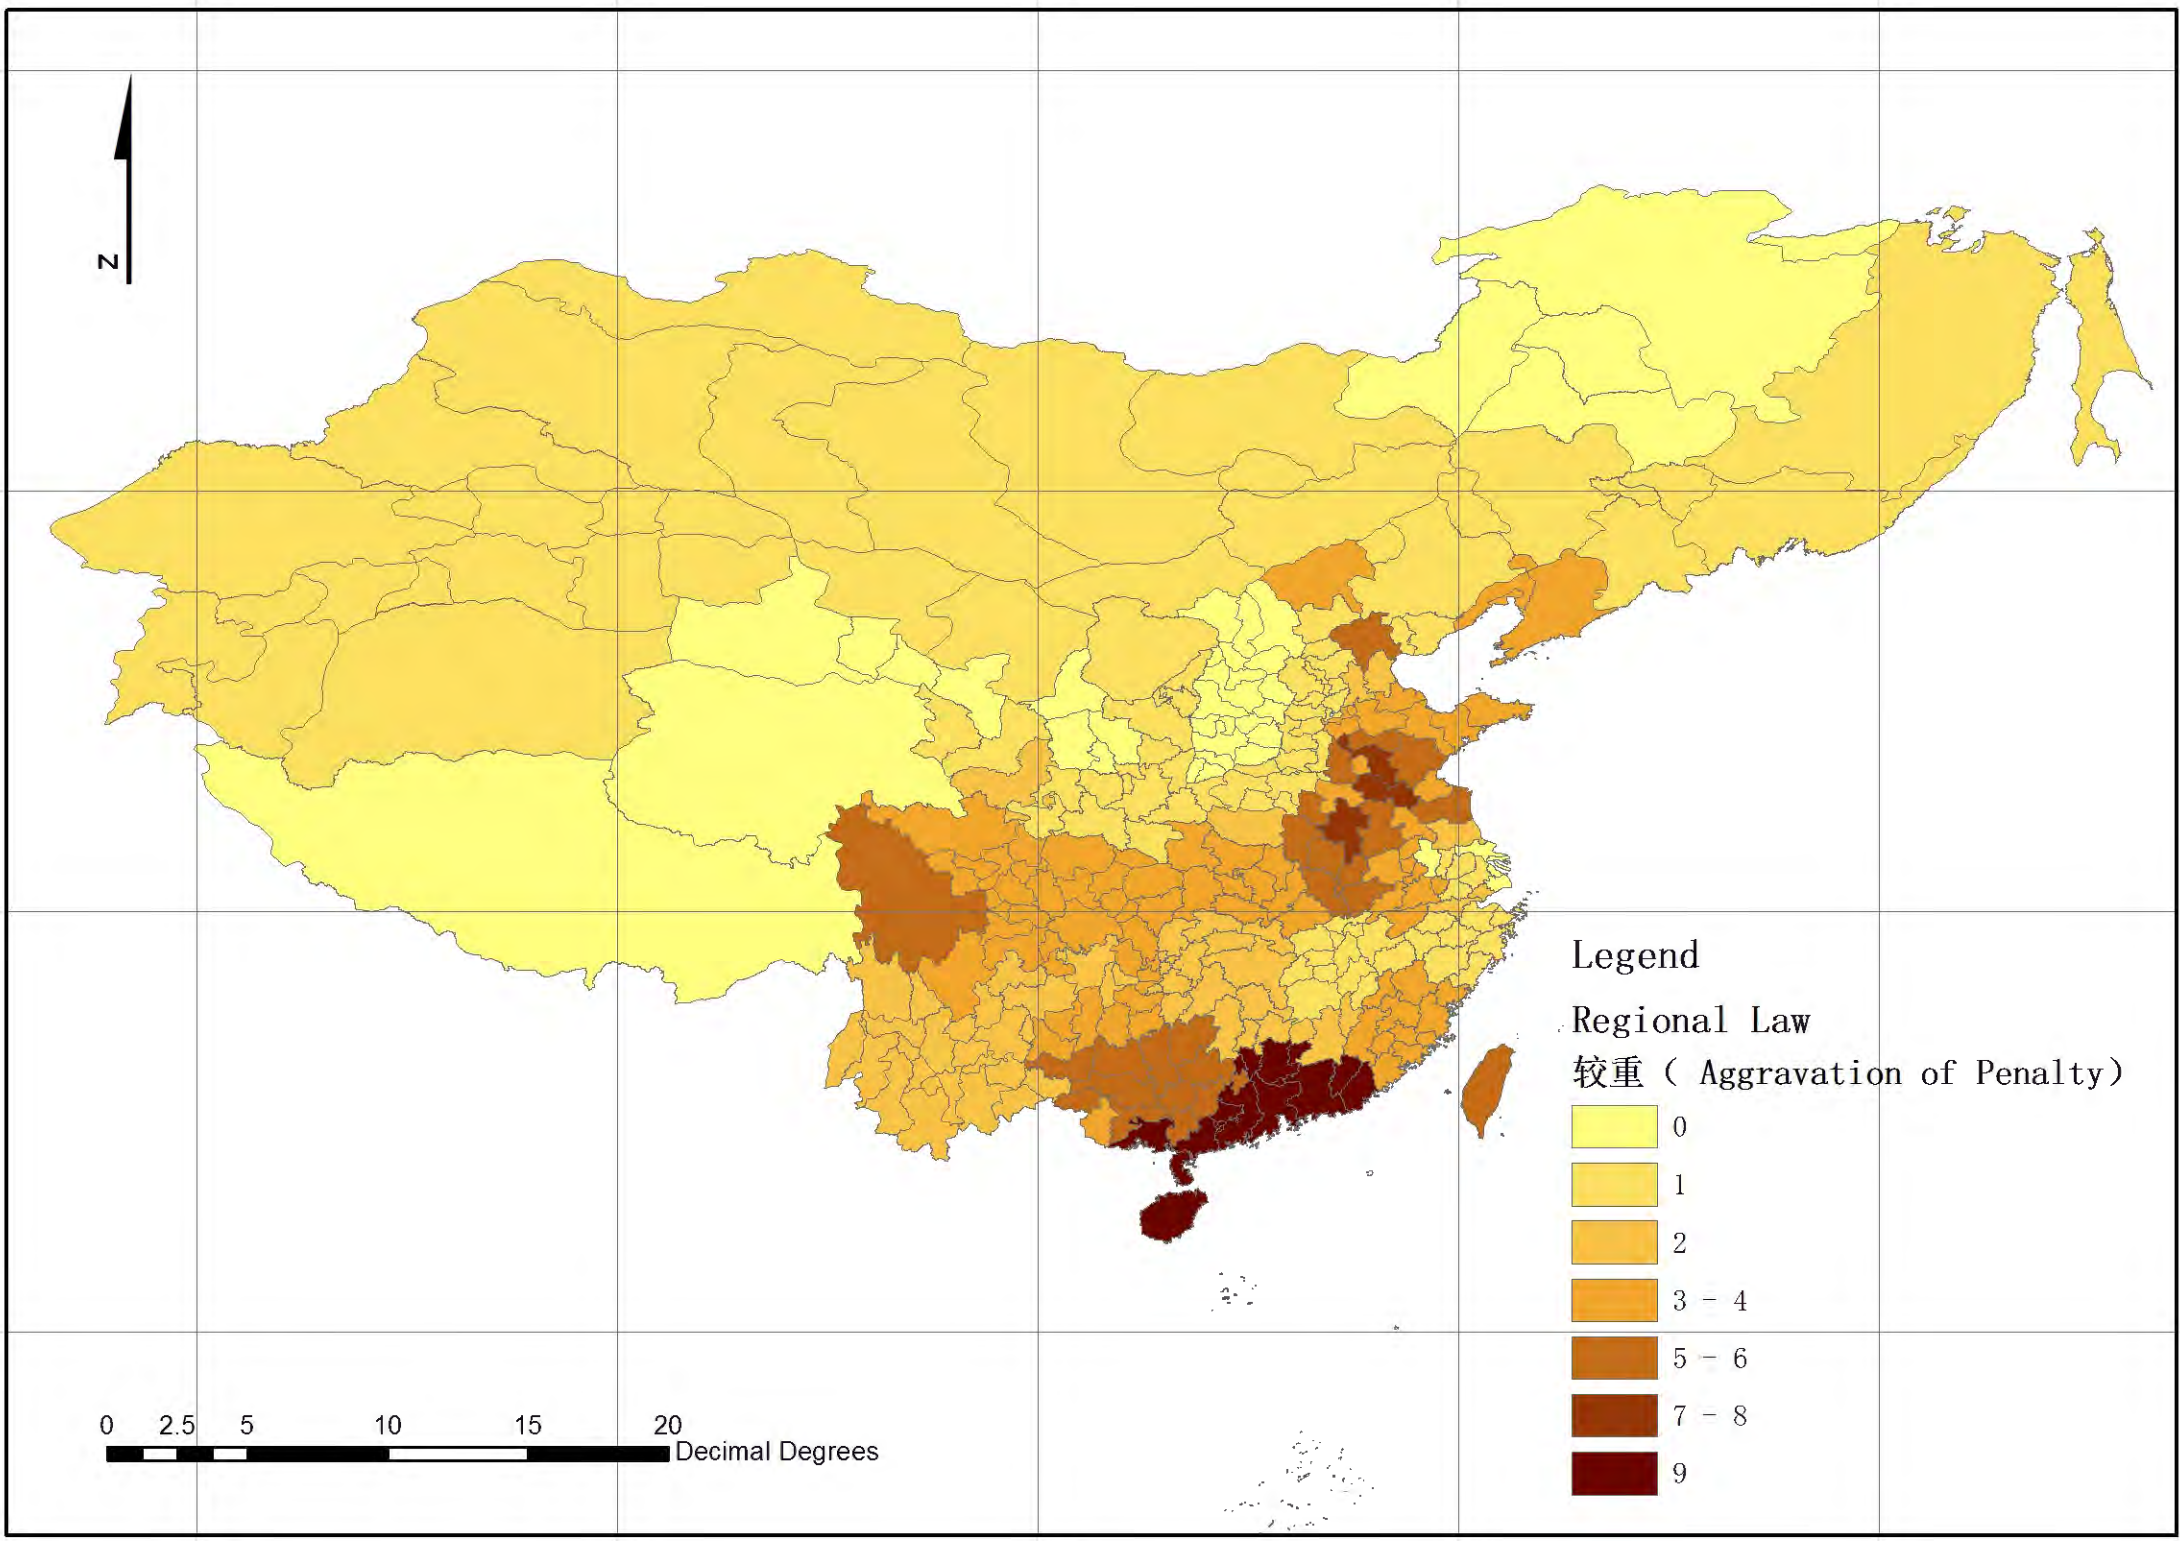 N
Legend
Regional Law
较重（ Aggravation of Penalty）
0
1
2
3 - 4
5 - 6
7 - 8
9
0 2.5 5 10 15 20
Decimal Degrees